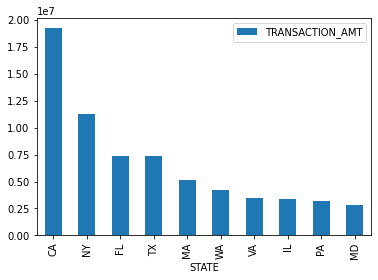 1e7
TRANSACTION_AMT
2.00
1.75
1.50
1.25
1.00
0.75
0.50
0.25
0.00
CA NY FL TX MA WA VA IL PA MD
STATE